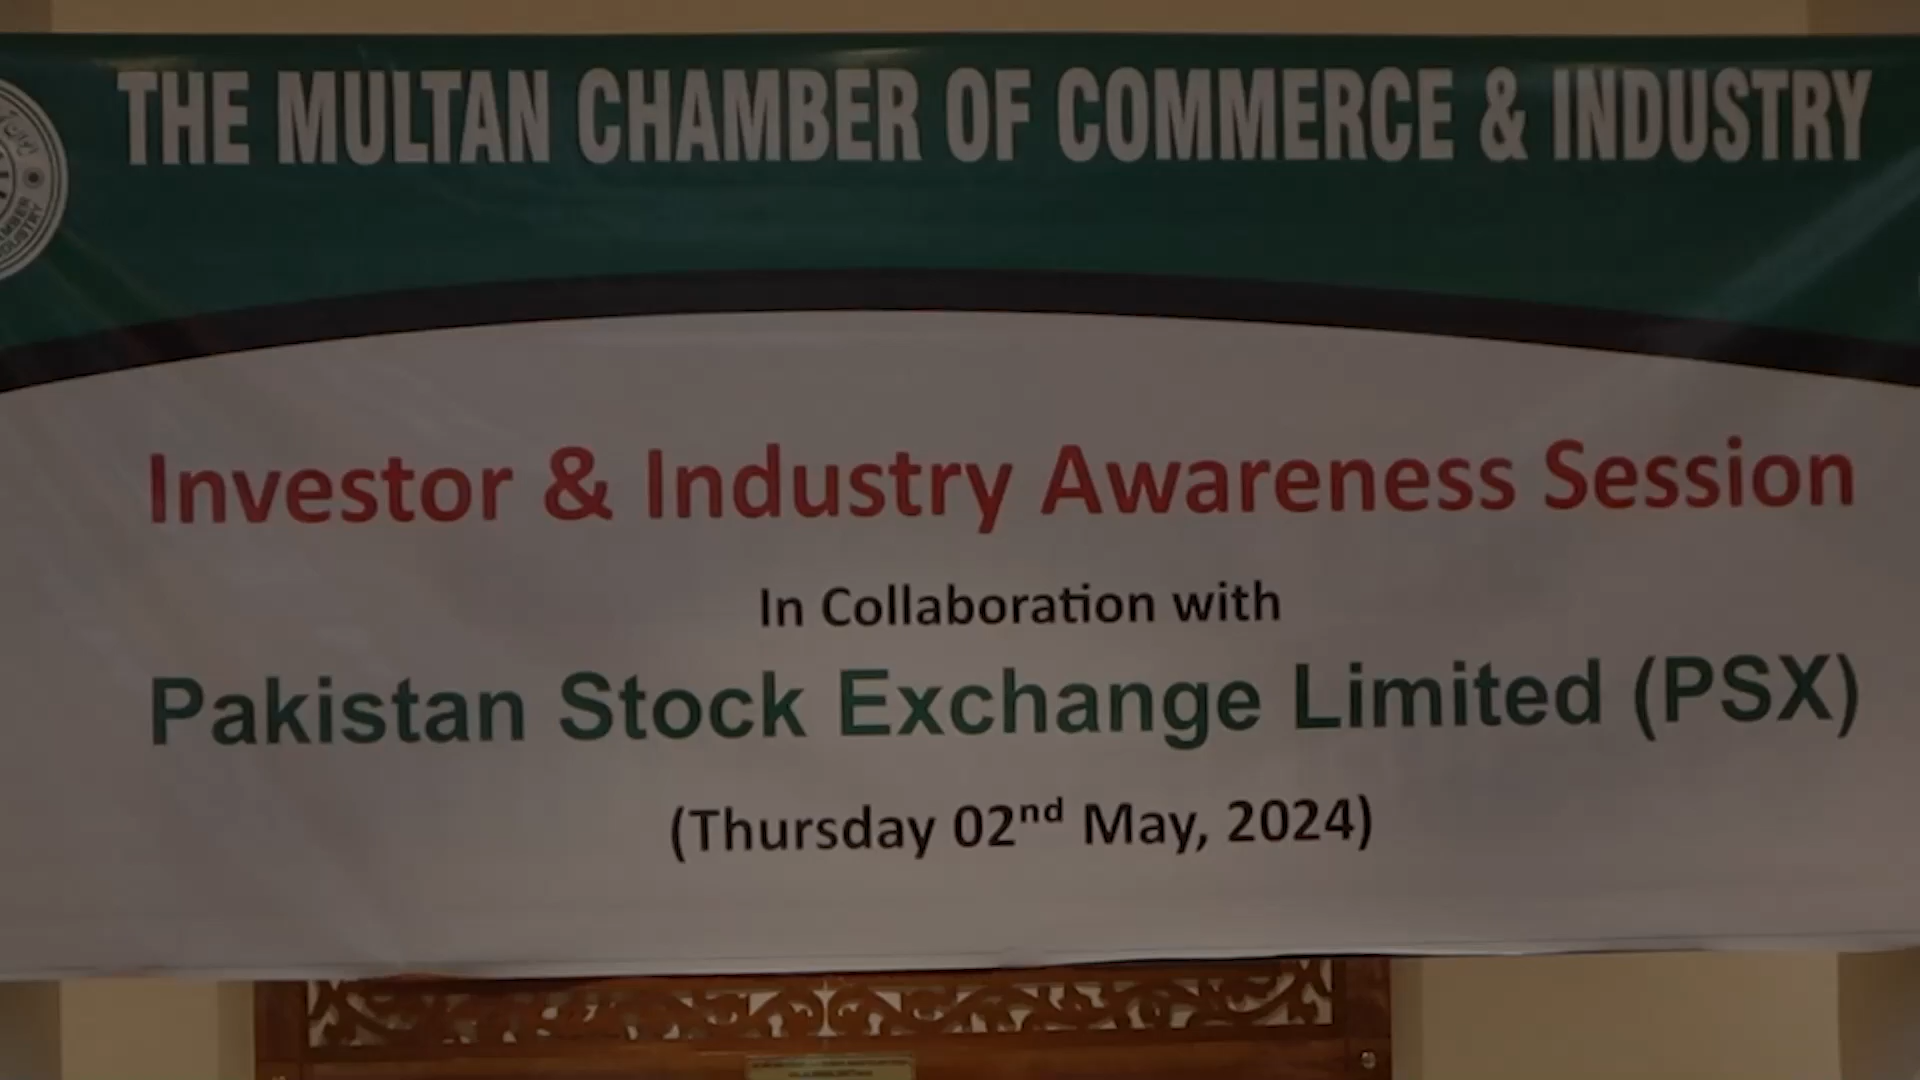 THE MULTAN CHAMBER OF COMMERCE & INDUSTRY
Investor & Industry Awareness Session
In Collaboration with
Pakistan Stock Exchange Limited (PSX)
(Thursday 02nd May, 2024)